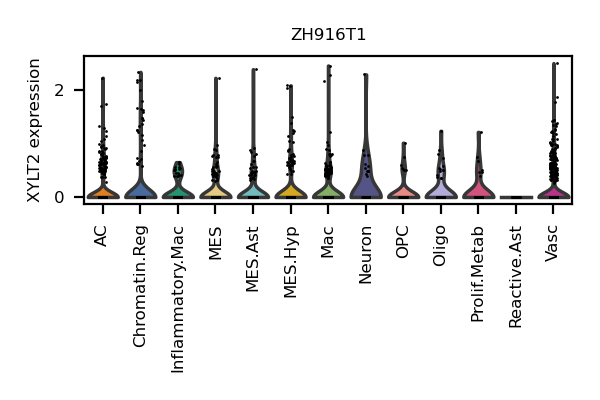 ZH916T1
XYLT2 expression
2
0
AC
Chromatin.Reg
Inflammatory.Mac
MES
MES.Ast
MES.Hyp
Mac
Neuron
OPC
Oligo
Prolif.Metab
Reactive.Ast
Vasc